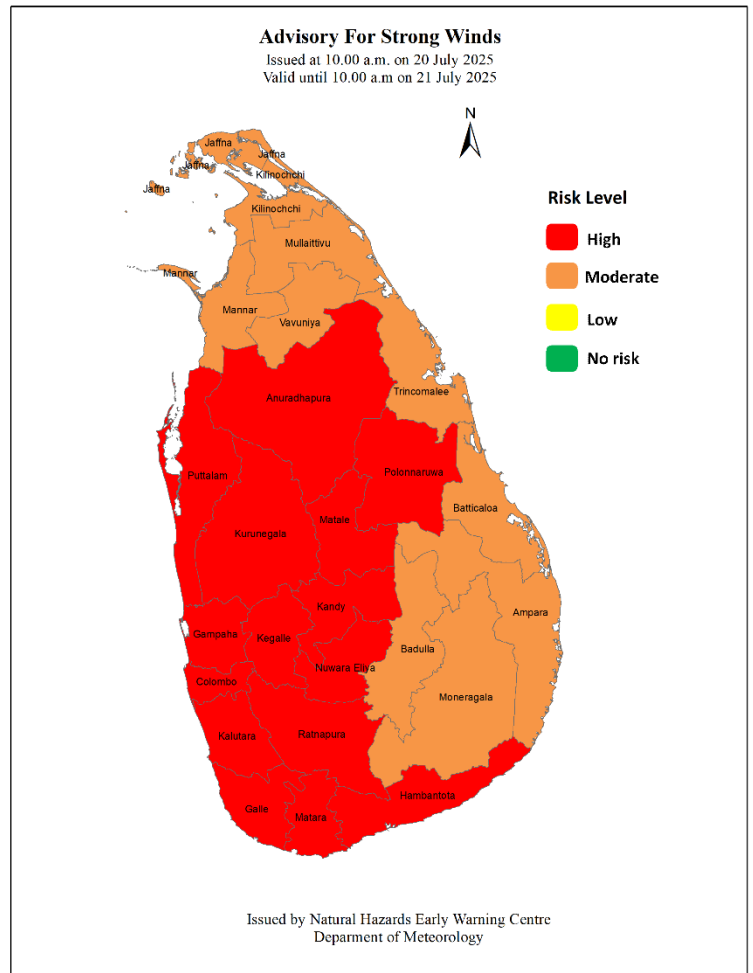 Advisory For Strong Winds
Issued at 10.00 a.m. on 20 July 2025
Valid until 10.00 a.m on 21 July 2025
N
Jaffna
Jaffna
Jaffna
Kilinochchi
Jaffna
Risk Level
Kilinochchi
High
Mullaittivu
Mannar
Moderate
Mannar
Vavuniya
Low
No risk
Trincomalee
Anuradhapura
Polonnaruwa
Puttalam
Batticaloa
Matale
Kurunegala
Kandy
Ampara
Gampaha
Kegalle
Badulla
Nuwara Eliya
Colombo
Moneragala
Kalutara
Ratnapura
Hambantota
Galle
Matara
Issued by Natural Hazards Early Warning Centre
Deparment of Meteorology